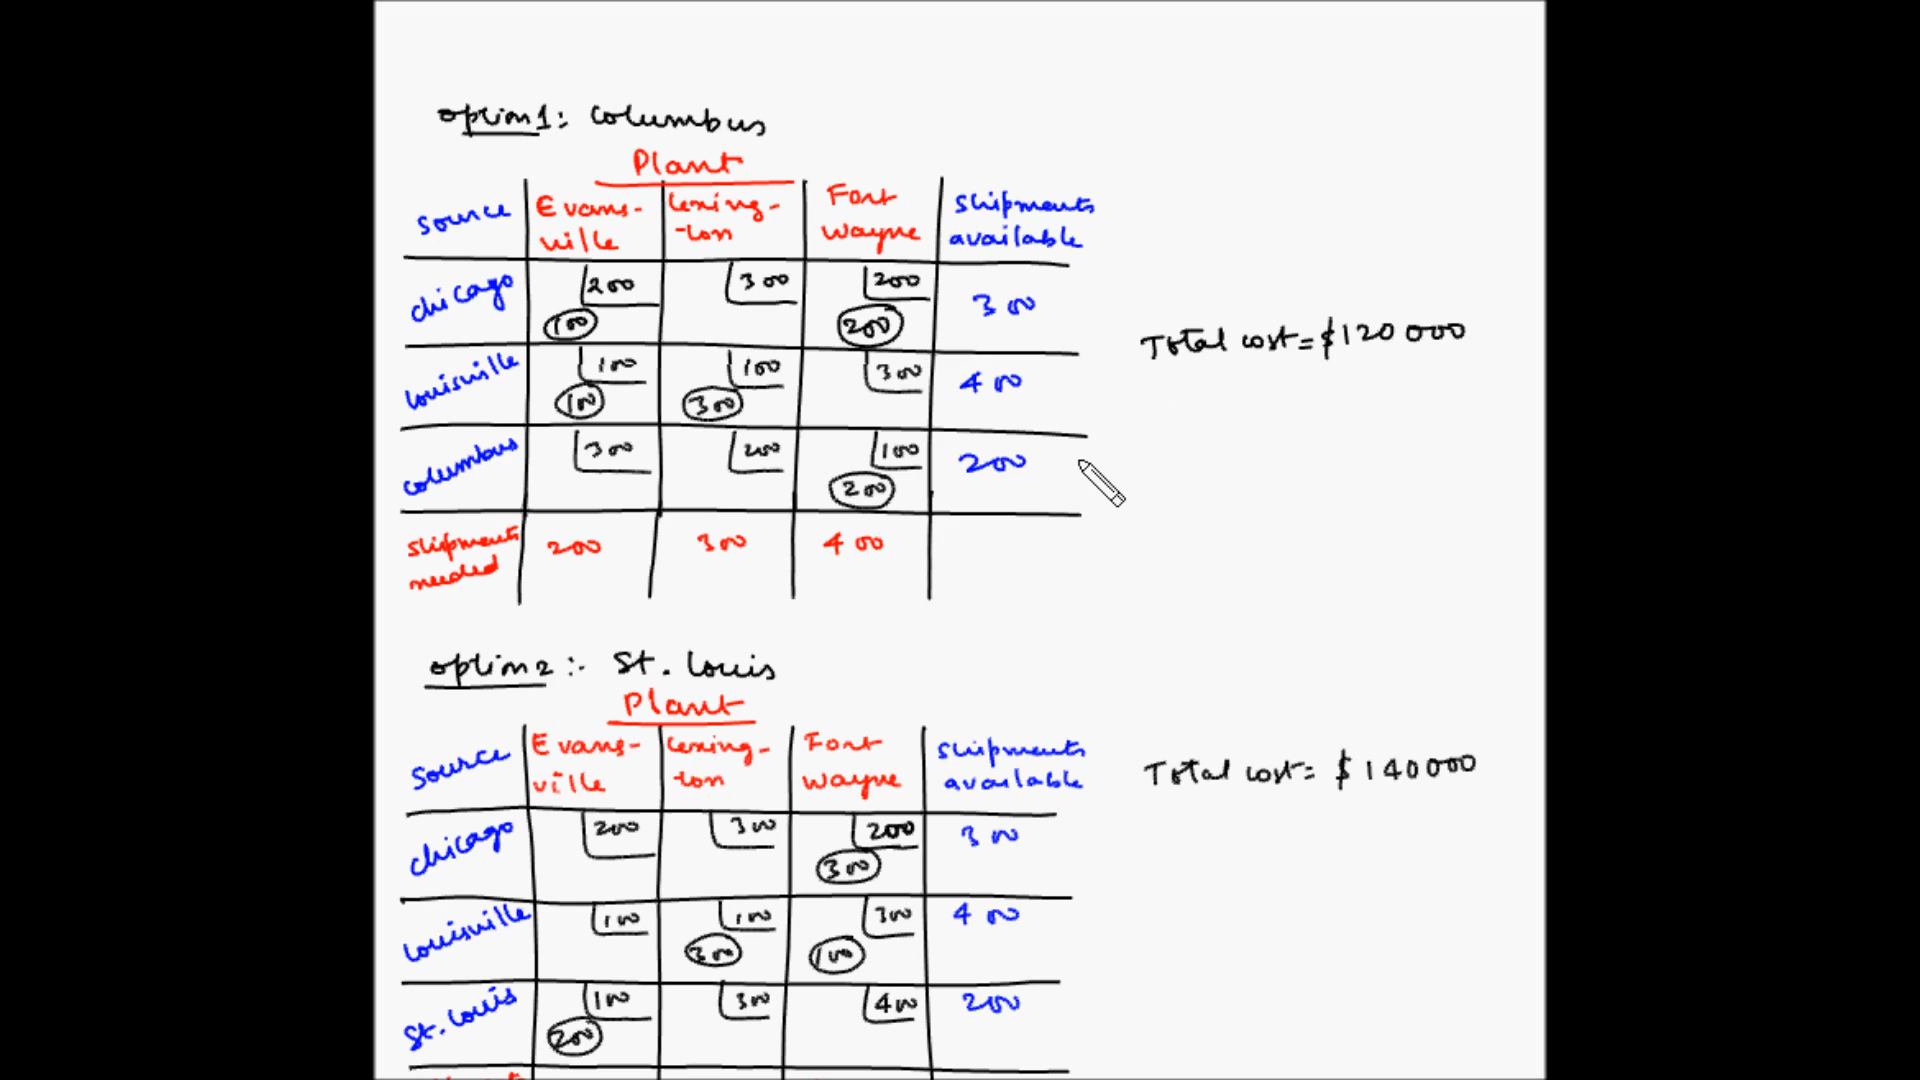 option1: Columbus
Plant
Source Evans-ville Lexing-ton Fort Wayne Shipments available
Chicago 200 300 200 300
100 200
Total cost = $120000
Louisville 100 100 300 400
100 300
Columbus 300 200 100 200
200
Shipments needed 200 300 400
option2:- St. Louis
Plant
Source Evans-ville Lexing-ton Fort Wayne Shipments available
Total cost = $140000
Chicago 200 300 200 300
300
Louisville 100 100 300 400
300 100
St. Louis 100 300 400 200
200